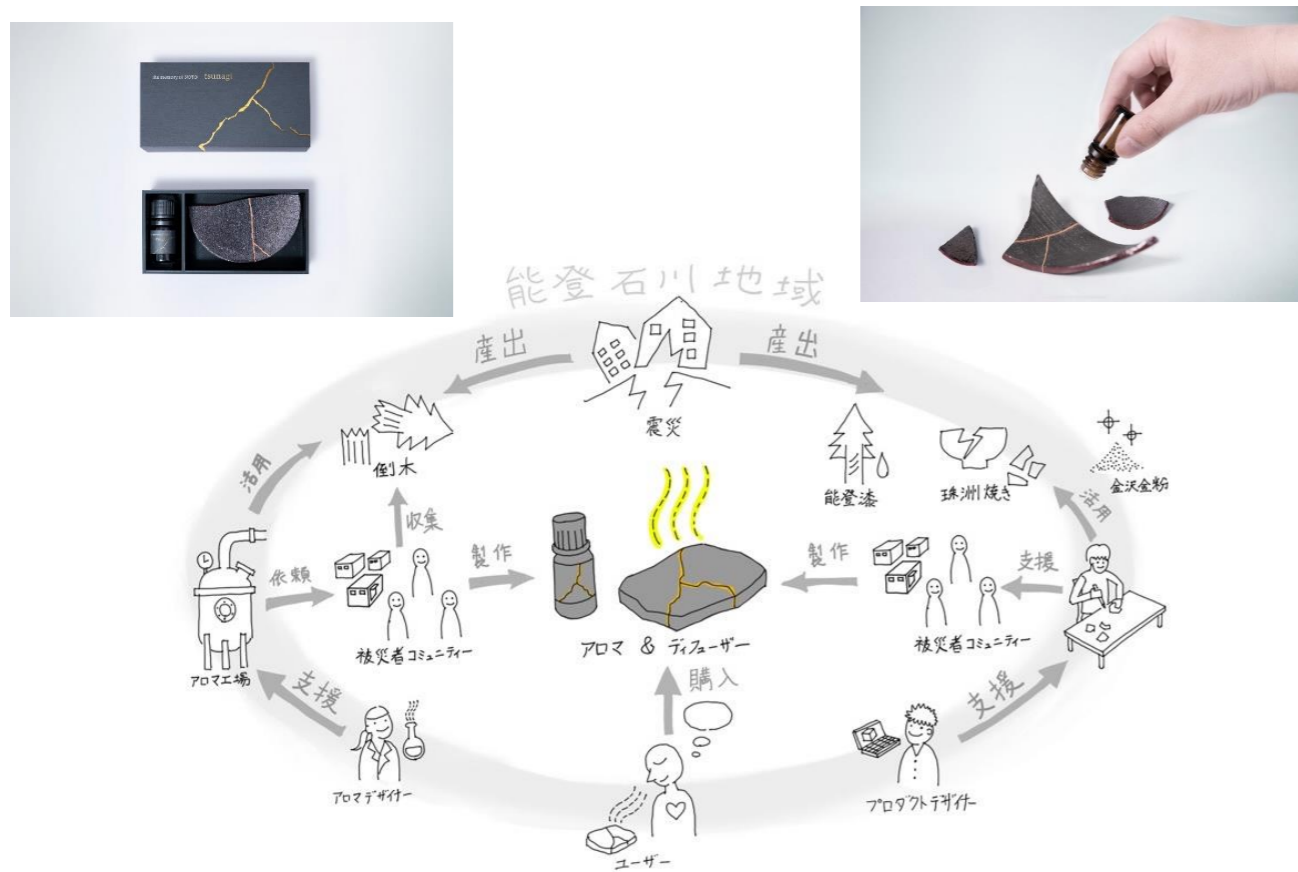 tsunagi
能登石川地域
産出
産出
震災
倒木
能登漆
珠洲焼き
金沢金粉
活用
活用
収集
依頼
製作
製作
支援
アロマ工場
被災者コミュニティー
アロマ & ディフューザー
被災者コミュニティー
支援
購入
支援
アロマデザイナー
プロダクトデザイナー
ユーザー